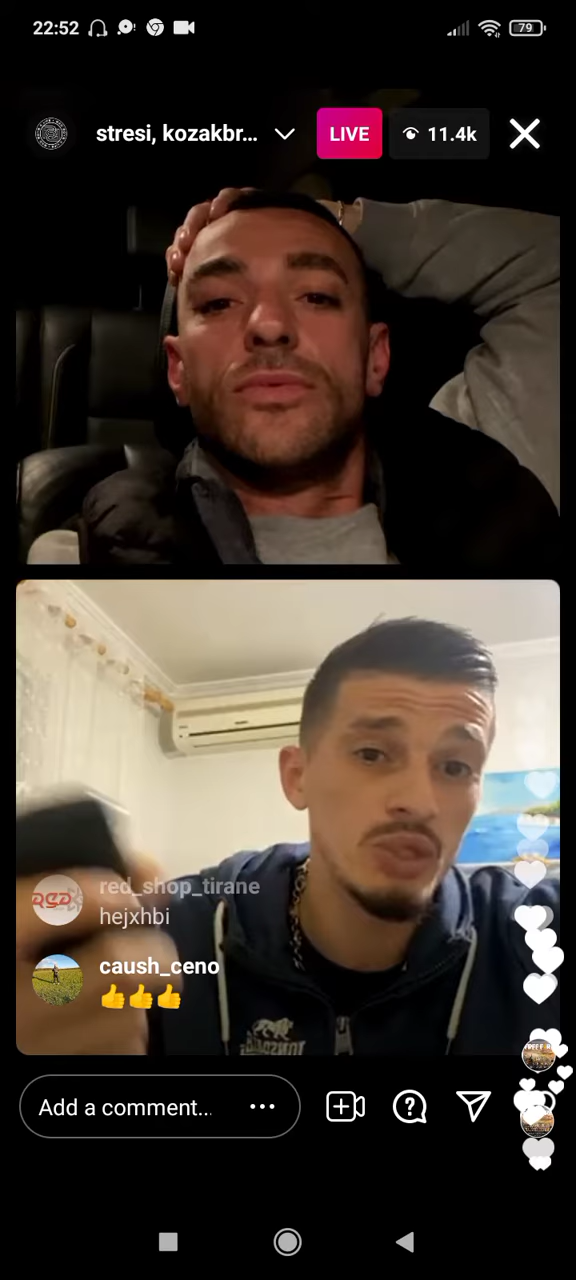 22:52
79
stresi, kozakbr...
LIVE
11.4k
red_shop_tirane
hejxhbi
caush_ceno
👍👍👍
Add a comment...